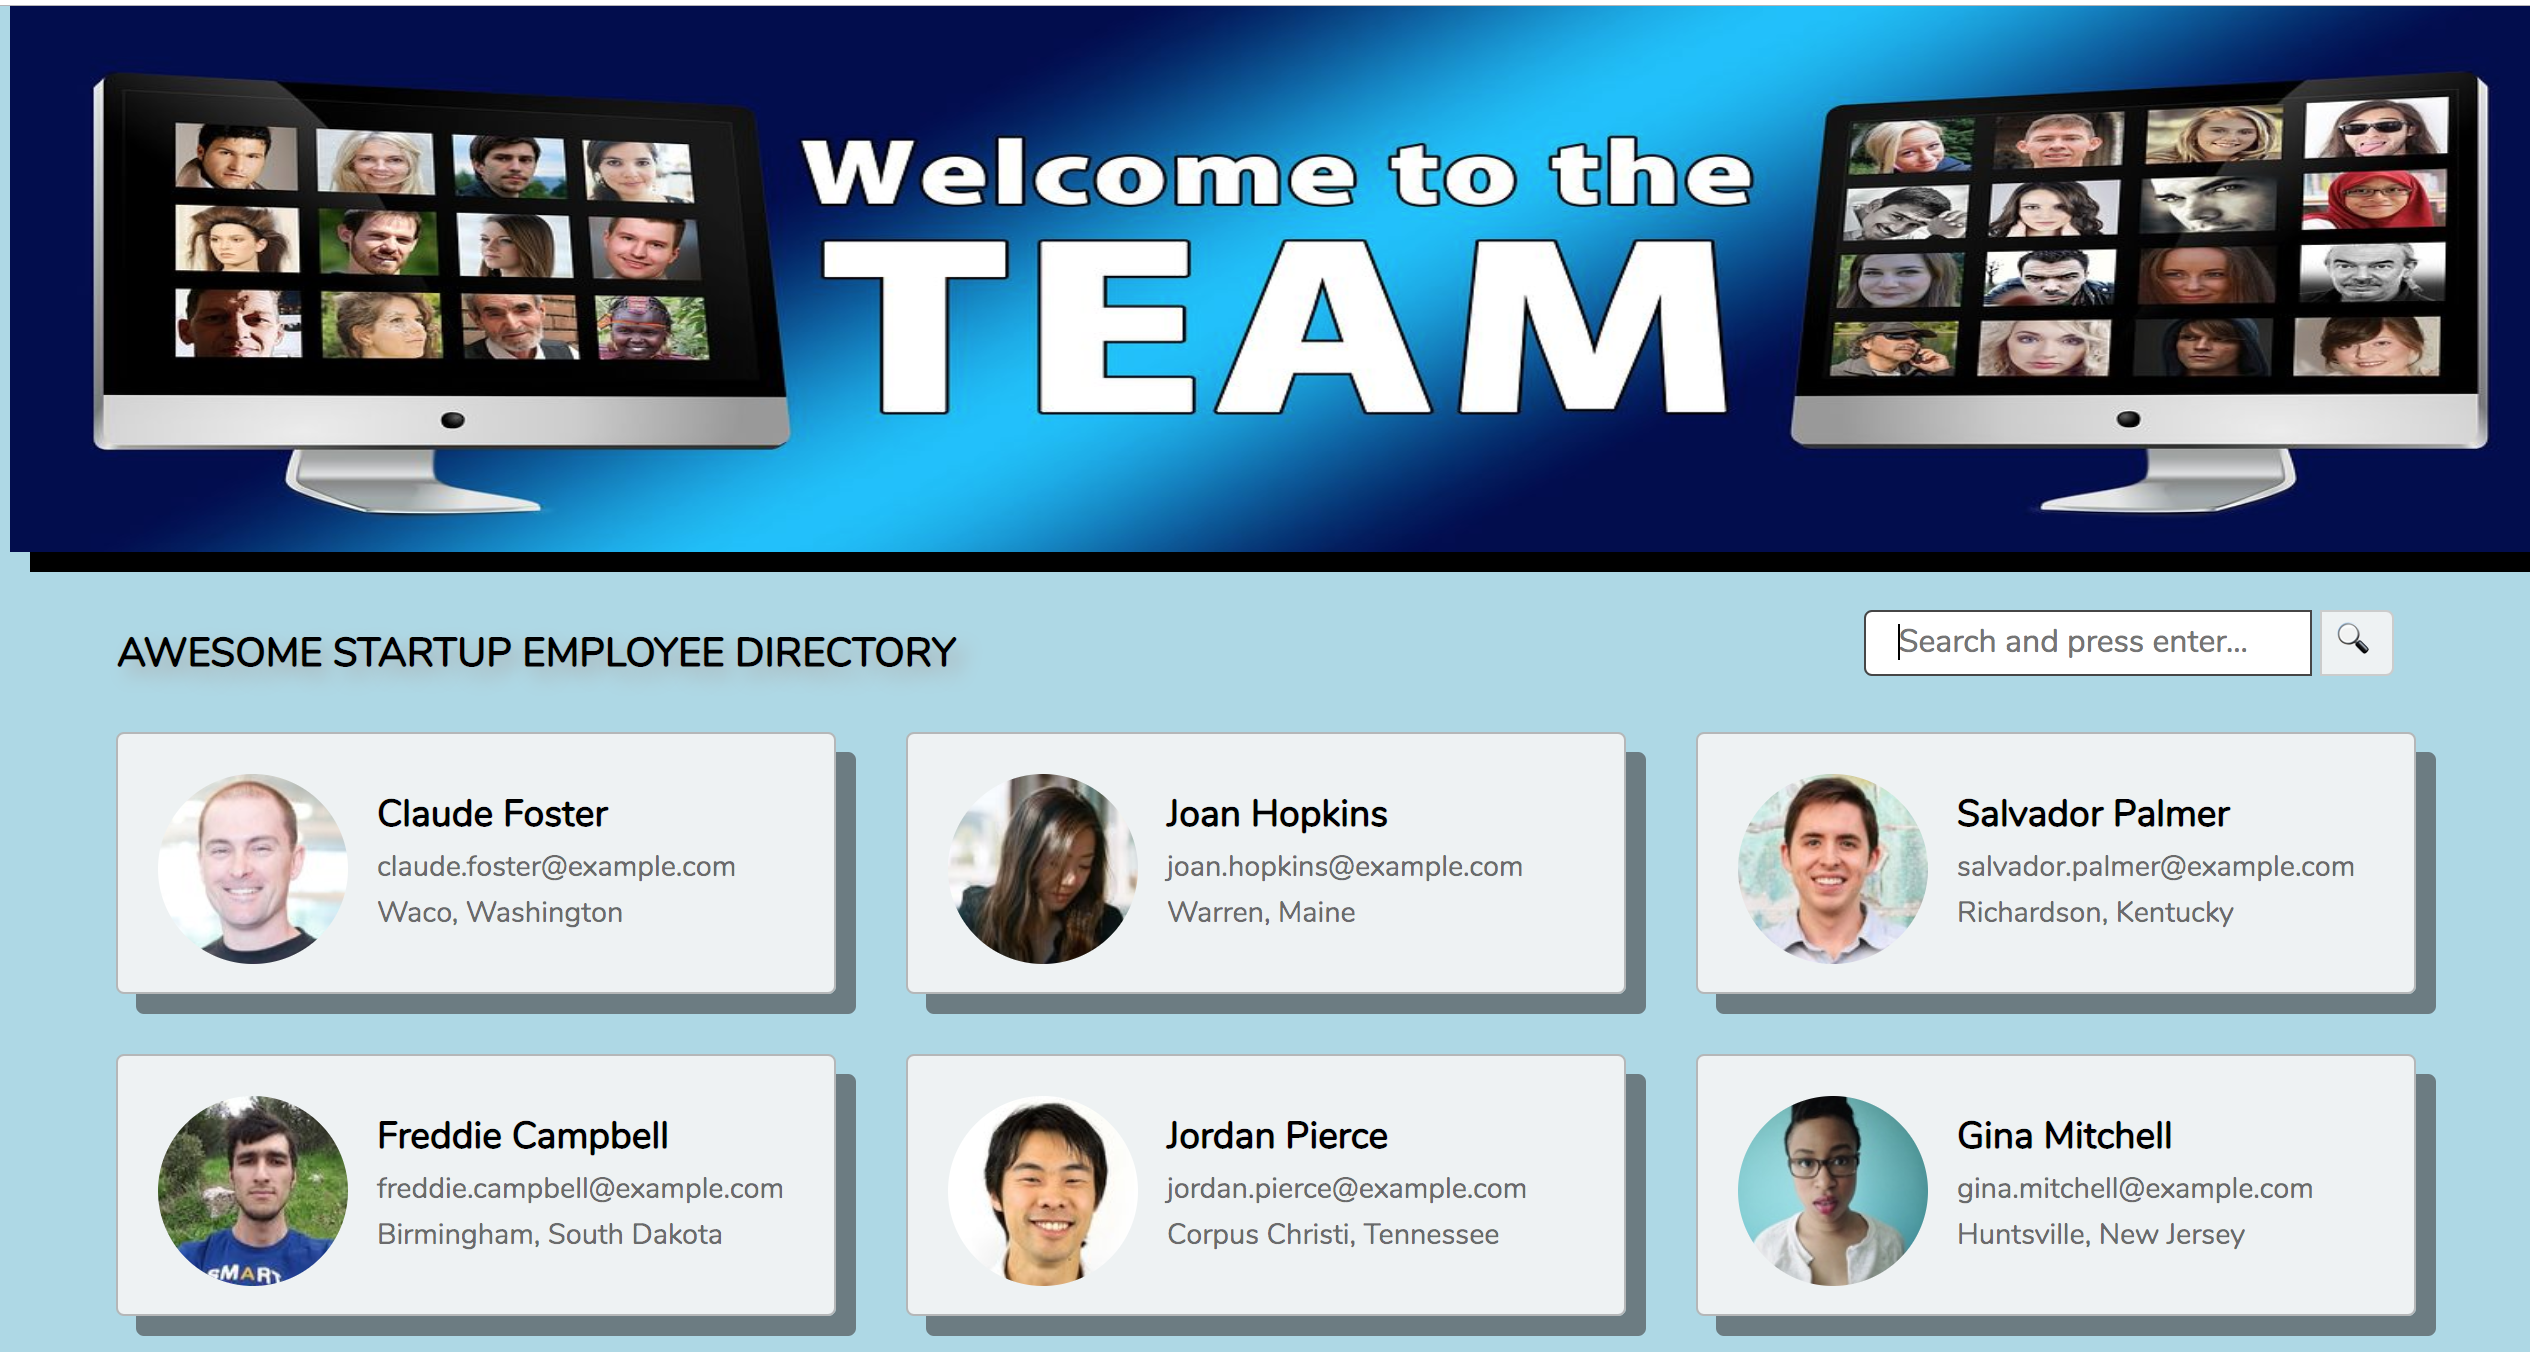 Welcome to the
TEAM
AWESOME STARTUP EMPLOYEE DIRECTORY
Search and press enter...
Claude Foster
claude.foster@example.com
Waco, Washington
Joan Hopkins
joan.hopkins@example.com
Warren, Maine
Salvador Palmer
salvador.palmer@example.com
Richardson, Kentucky
Freddie Campbell
freddie.campbell@example.com
Birmingham, South Dakota
SMART
Jordan Pierce
jordan.pierce@example.com
Corpus Christi, Tennessee
Gina Mitchell
gina.mitchell@example.com
Huntsville, New Jersey